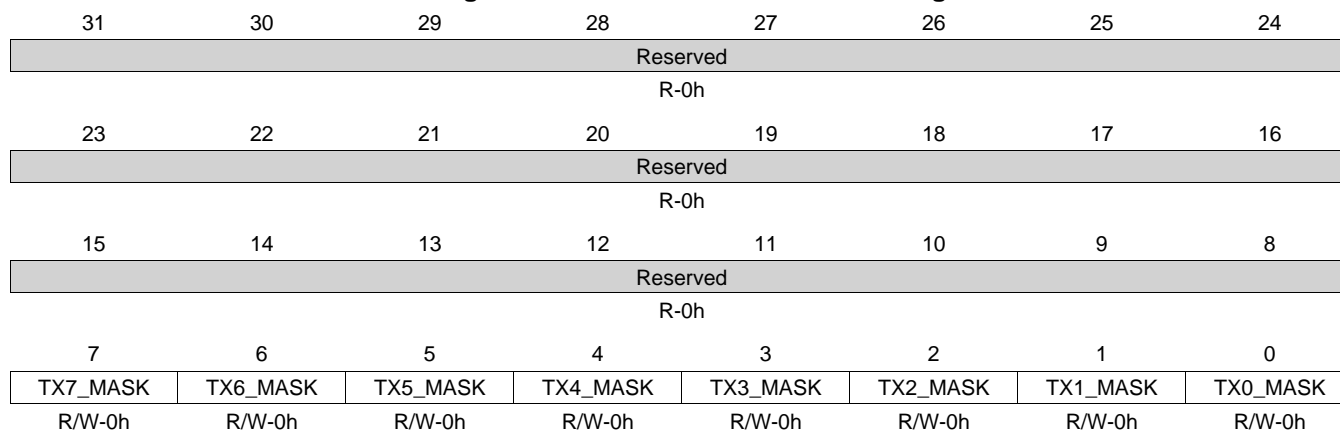 31 30 29 28 27 26 25 24
Reserved
R-0h
23 22 21 20 19 18 17 16
Reserved
R-0h
15 14 13 12 11 10 9 8
Reserved
R-0h
7 6 5 4 3 2 1 0
TX7_MASK TX6_MASK TX5_MASK TX4_MASK TX3_MASK TX2_MASK TX1_MASK TX0_MASK
R/W-0h R/W-0h R/W-0h R/W-0h R/W-0h R/W-0h R/W-0h R/W-0h